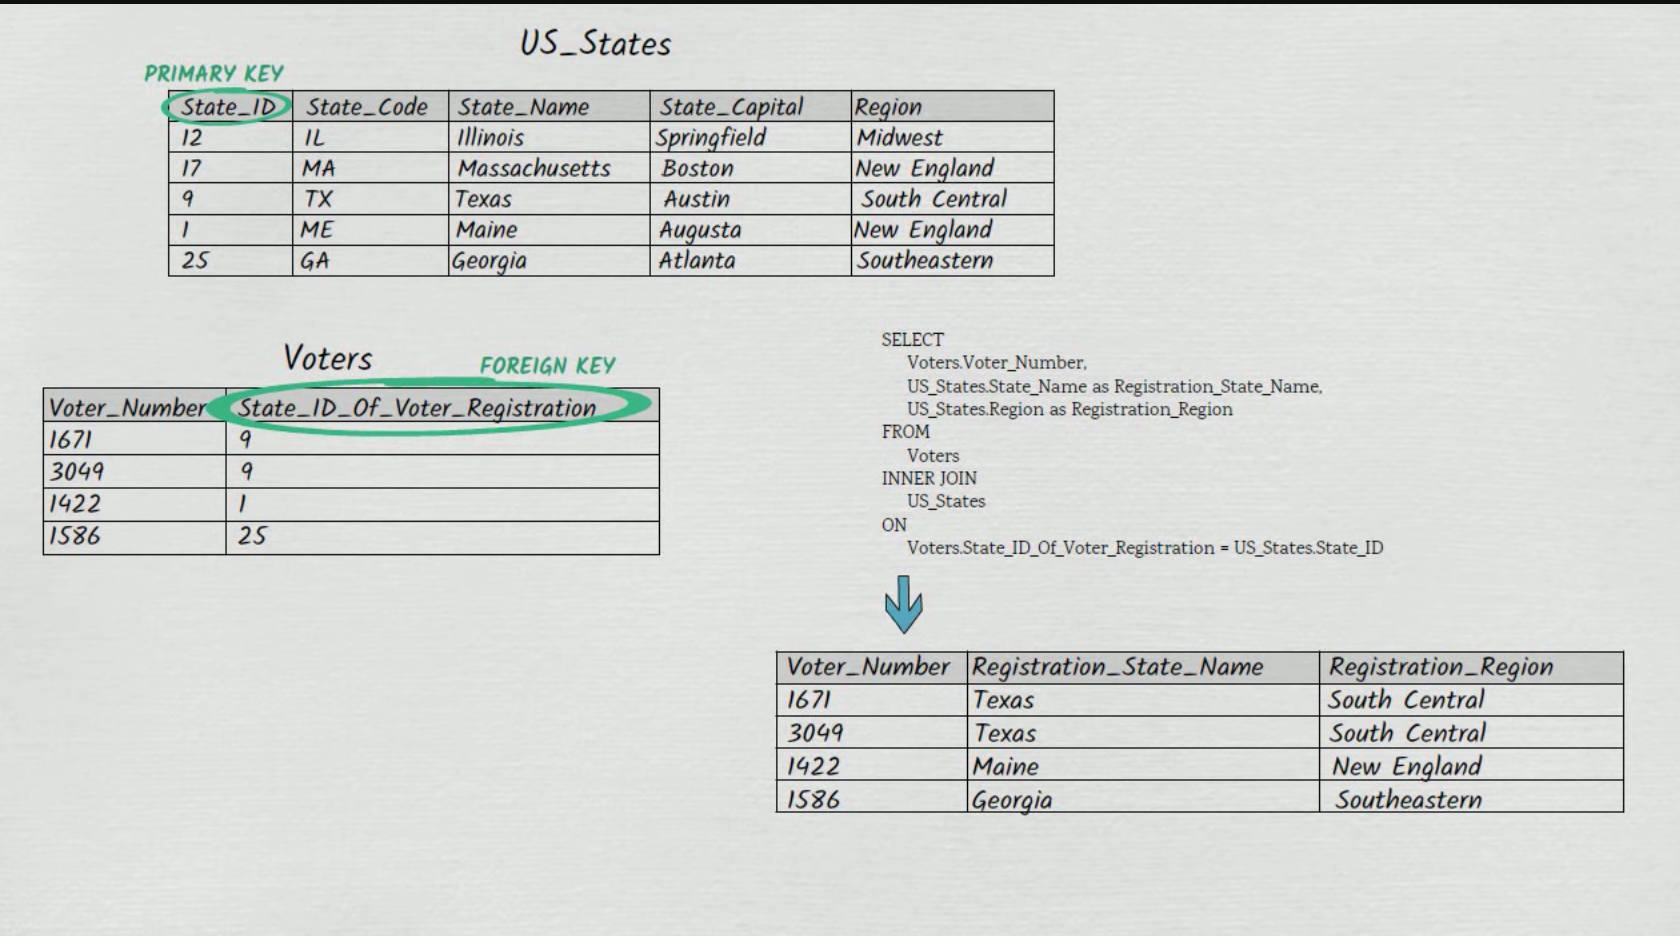 US_States
PRIMARY KEY
State_ID State_Code State_Name State_Capital Region
12 IL Illinois Springfield Midwest
17 MA Massachusetts Boston New England
9 TX Texas Austin South Central
1 ME Maine Augusta New England
25 GA Georgia Atlanta Southeastern
Voters
FOREIGN KEY
Voter_Number State_ID_Of_Voter_Registration
1671 9
3049 9
1422 1
1586 25
SELECT
Voters.Voter_Number,
US_States.State_Name as Registration_State_Name,
US_States.Region as Registration_Region
FROM
Voters
INNER JOIN
US_States
ON
Voters.State_ID_Of_Voter_Registration = US_States.State_ID
Voter_Number Registration_State_Name Registration_Region
1671 Texas South Central
3049 Texas South Central
1422 Maine New England
1586 Georgia Southeastern